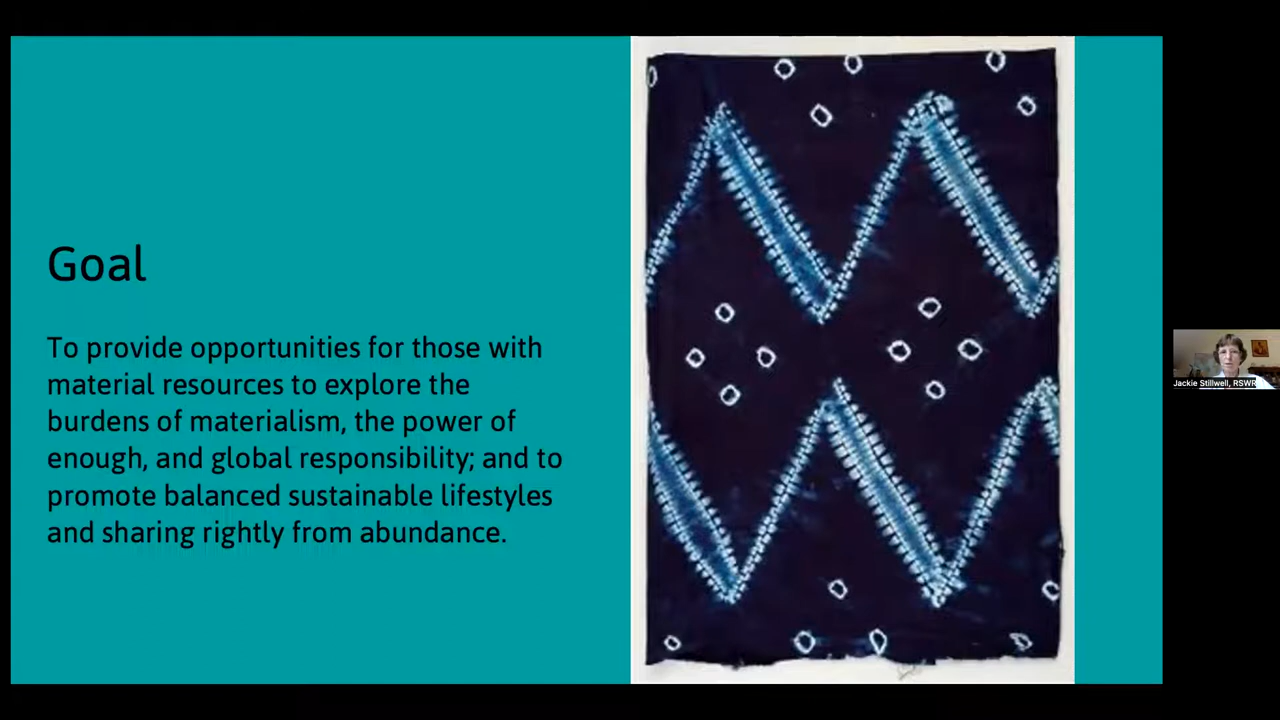 Goal
To provide opportunities for those with
material resources to explore the
burdens of materialism, the power of
enough, and global responsibility; and to
promote balanced sustainable lifestyles
and sharing rightly from abundance.
Jackie Stillwell, RSWR